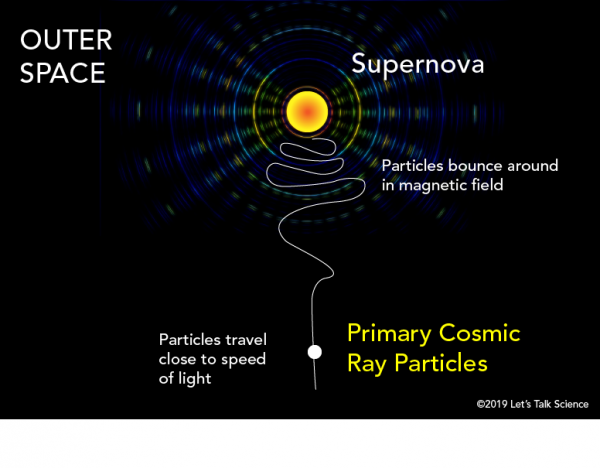 OUTER
SPACE
Supernova
Particles bounce around
in magnetic field
Particles travel
close to speed
of light
Primary Cosmic
Ray Particles
©2019 Let's Talk Science